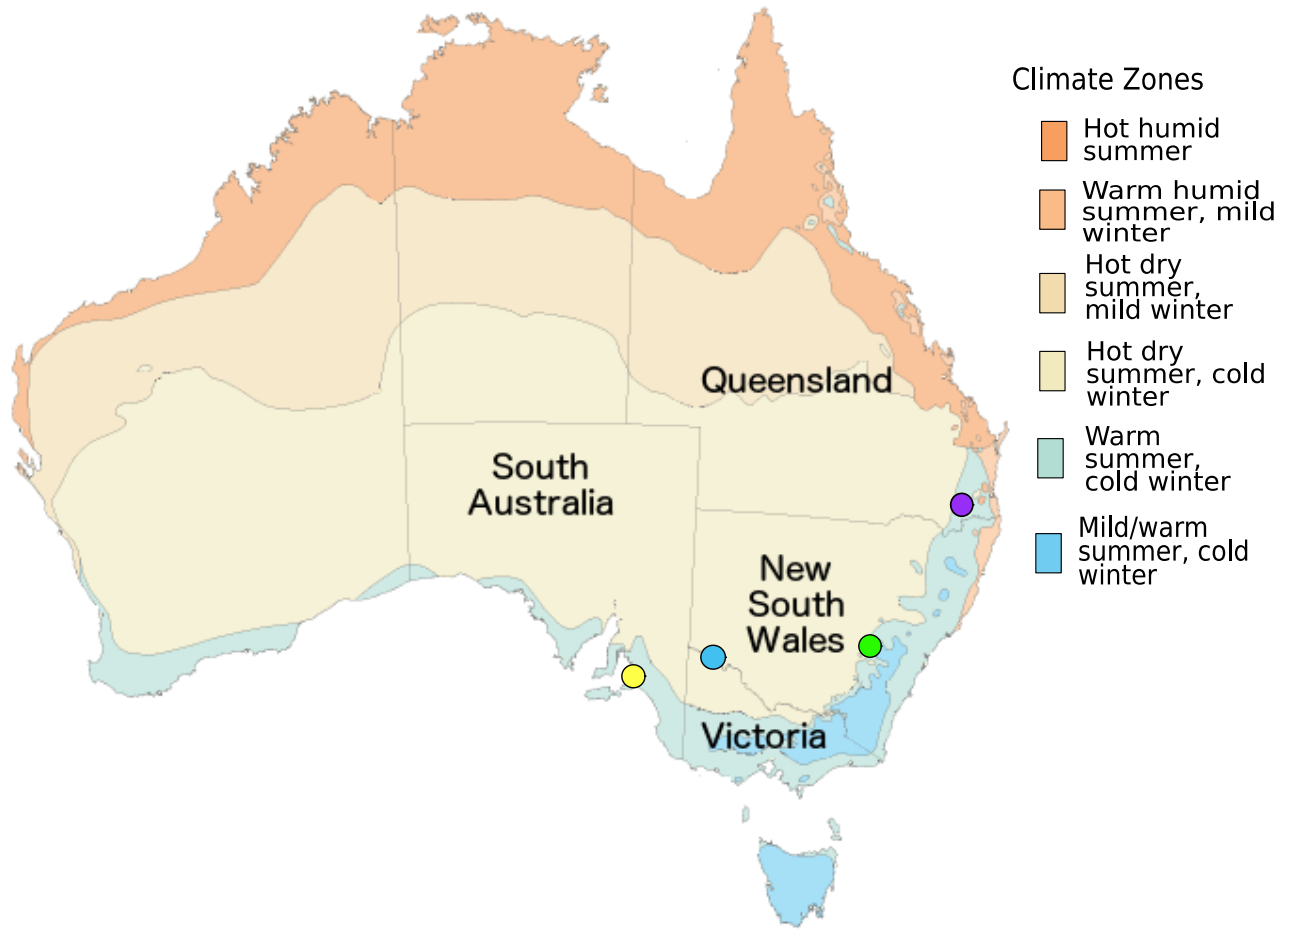 Climate Zones
Hot humid
summer
Warm humid
summer, mild
winter
Hot dry
summer,
mild winter
Hot dry
summer, cold
winter
Warm
summer,
cold winter
Mild/warm
summer, cold
winter
Queensland
South
Australia
New
South
Wales
Victoria